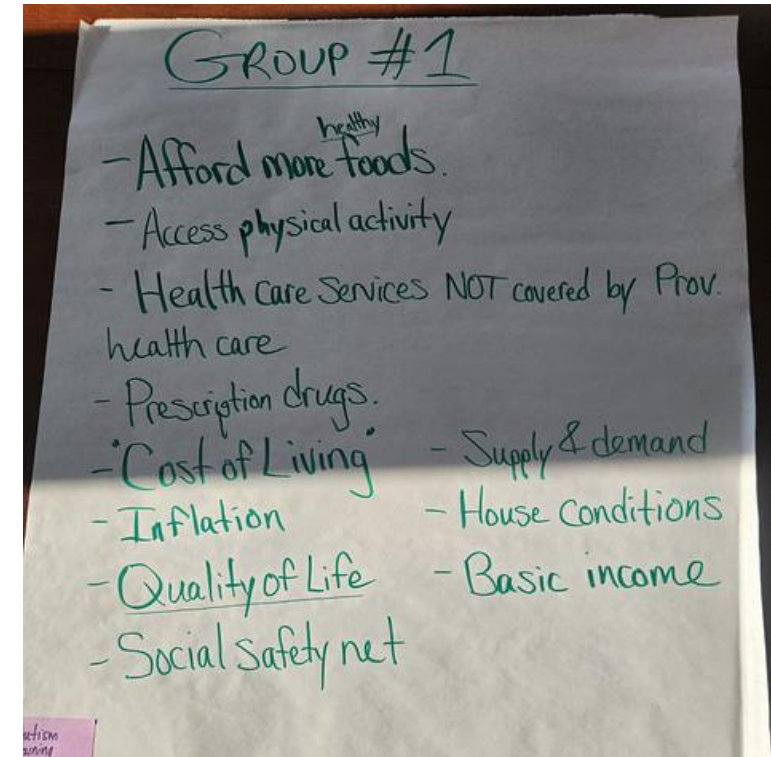 GROUP #1
- Afford more healthy foods.
- Access physical activity
- Health care services NOT covered by Prov.
health care
- Prescription drugs.
- "Cost of Living"
- Inflation
- Quality of Life
- Social safety net
- Supply & demand
- House conditions
- Basic income